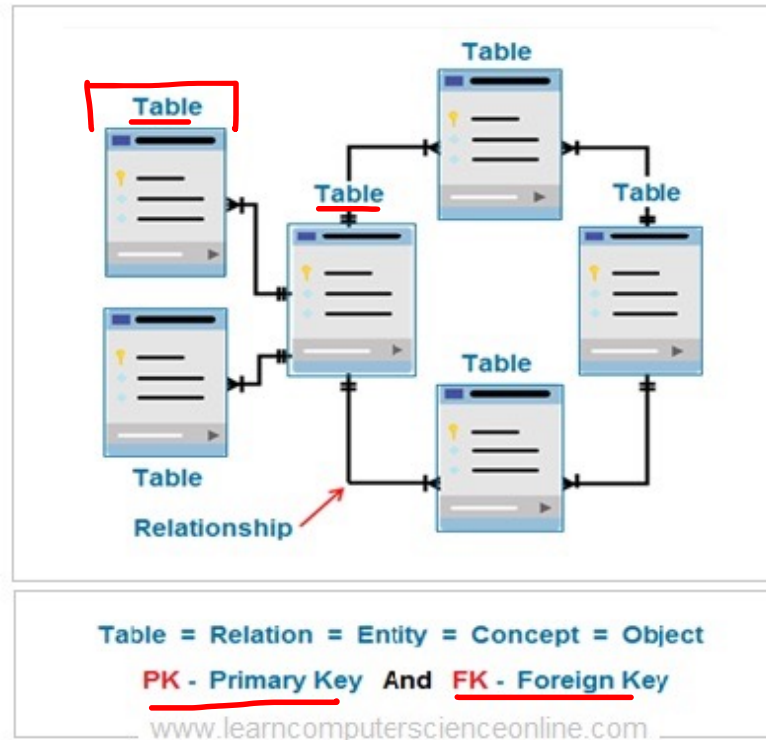 Table
Table
Table
Table
Table
Table
Relationship
Table = Relation = Entity = Concept = Object
PK - Primary Key And FK - Foreign Key
www.learncomputerscienceonline.com